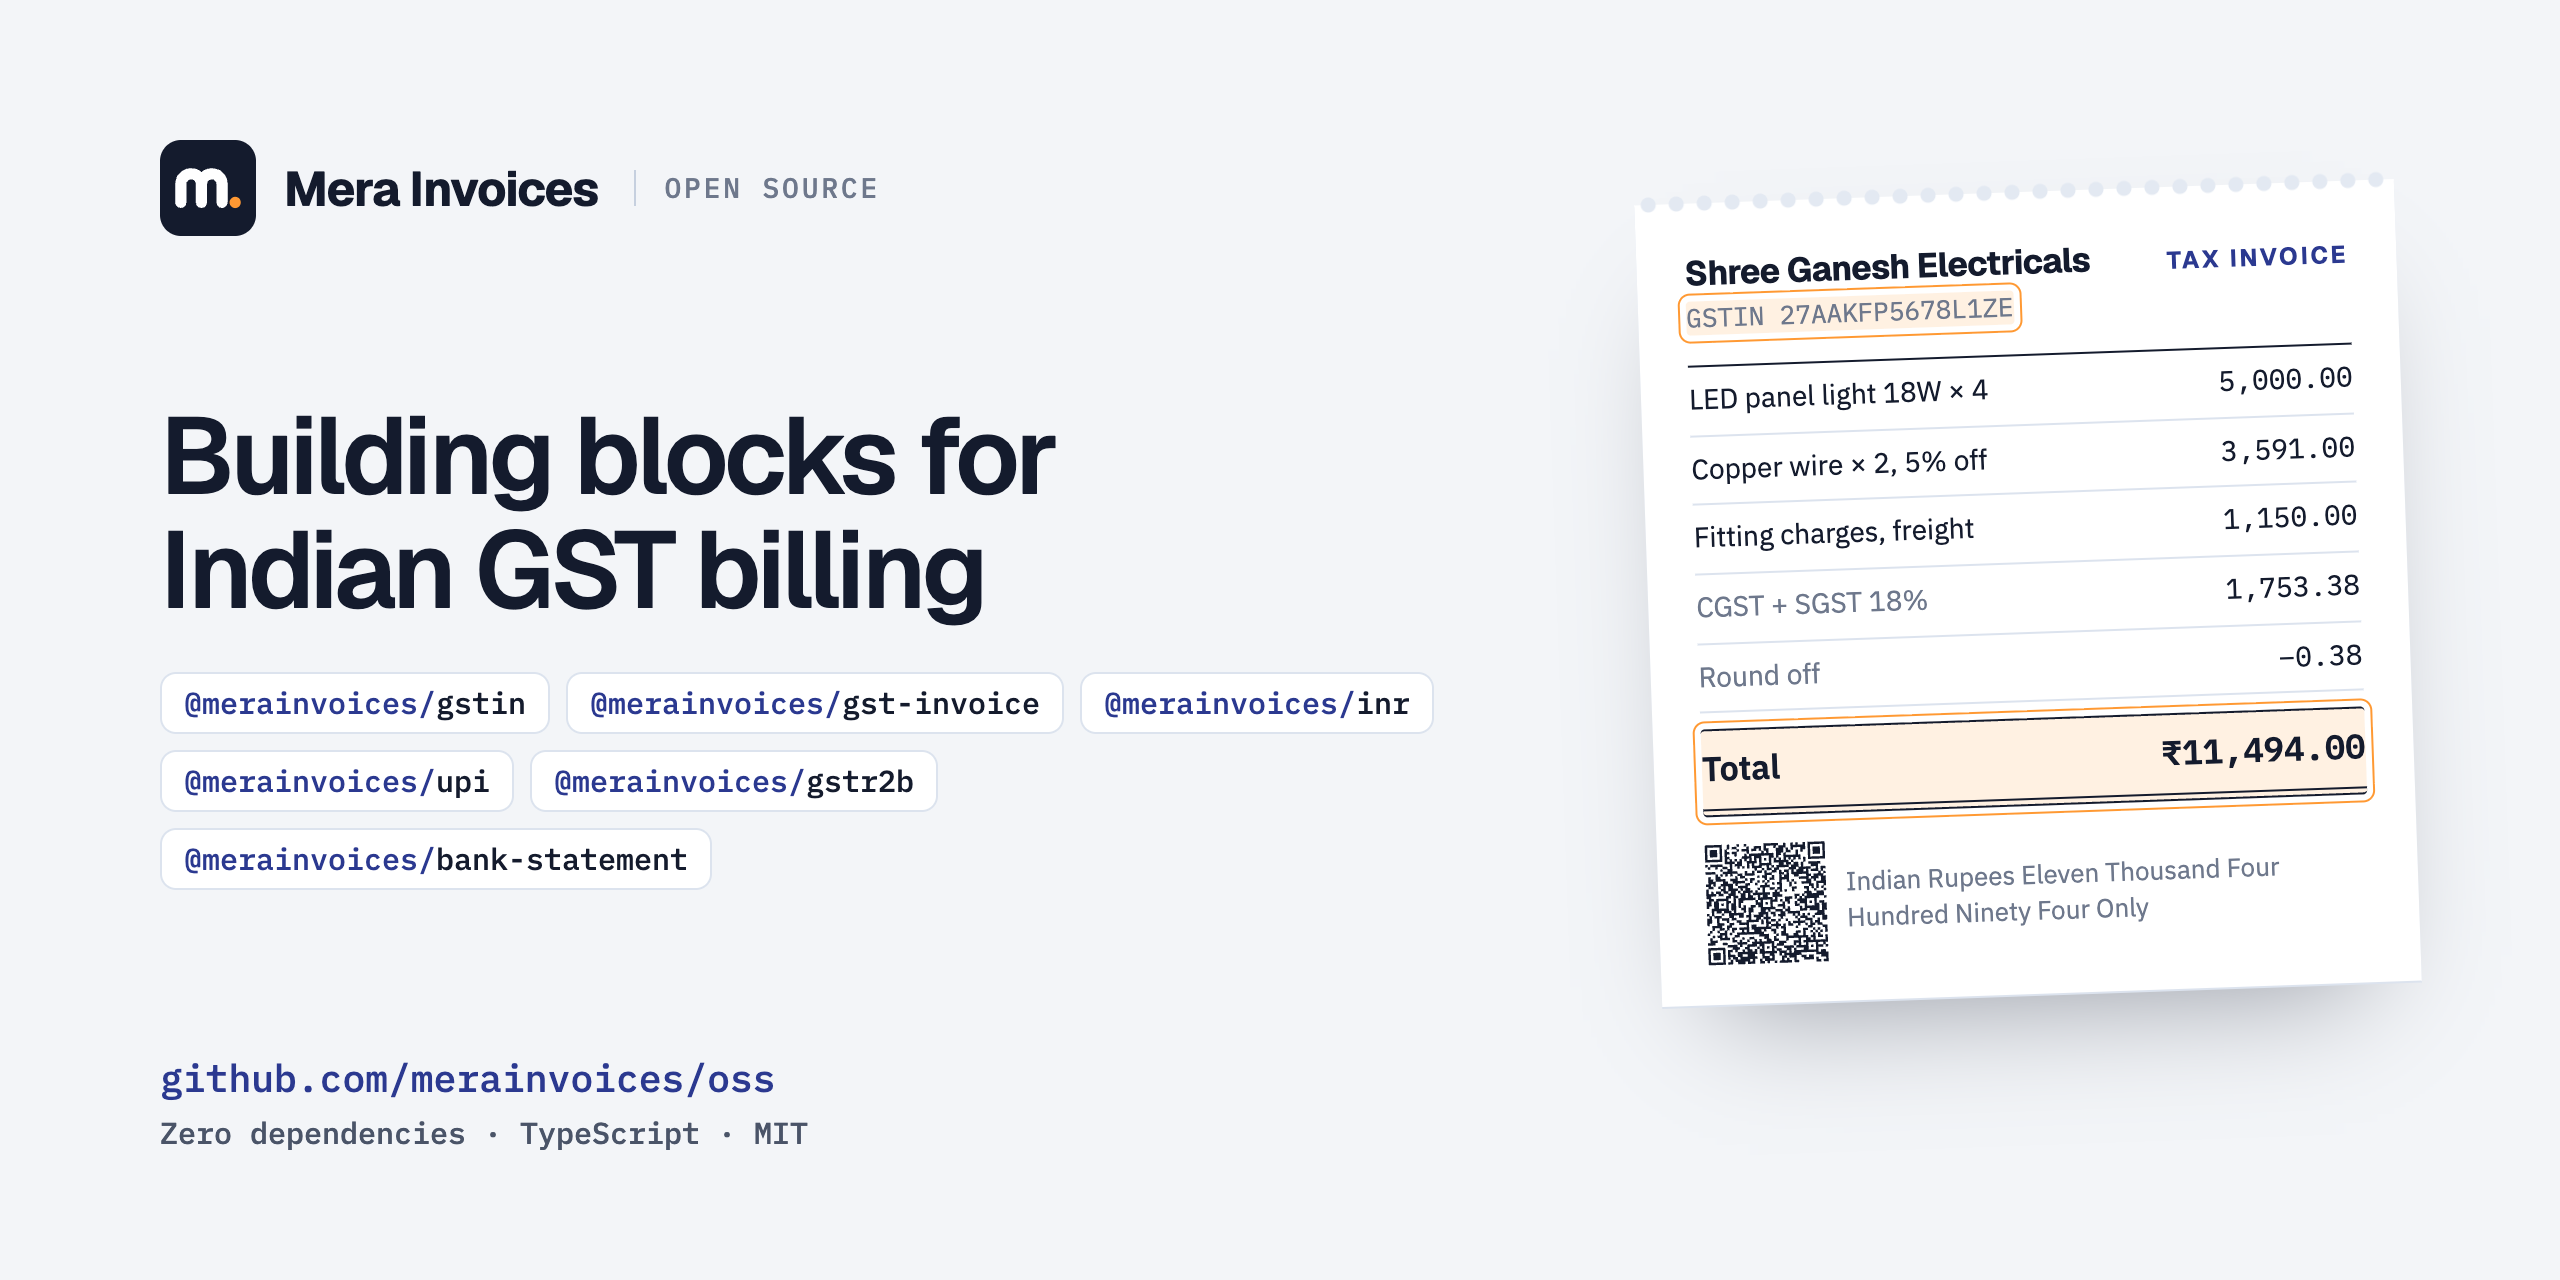 m.
Mera Invoices
OPEN SOURCE
Building blocks for
Indian GST billing
@merainvoices/gstin
@merainvoices/gst-invoice
@merainvoices/inr
@merainvoices/upi
@merainvoices/gstr2b
@merainvoices/bank-statement
github.com/merainvoices/oss
Zero dependencies · TypeScript · MIT
Shree Ganesh Electricals
TAX INVOICE
GSTIN 27AAKFP5678L1ZE
LED panel light 18W × 4 5,000.00
Copper wire × 2, 5% off 3,591.00
Fitting charges, freight 1,150.00
CGST + SGST 18% 1,753.38
Round off −0.38
Total ₹11,494.00
Indian Rupees Eleven Thousand Four
Hundred Ninety Four Only